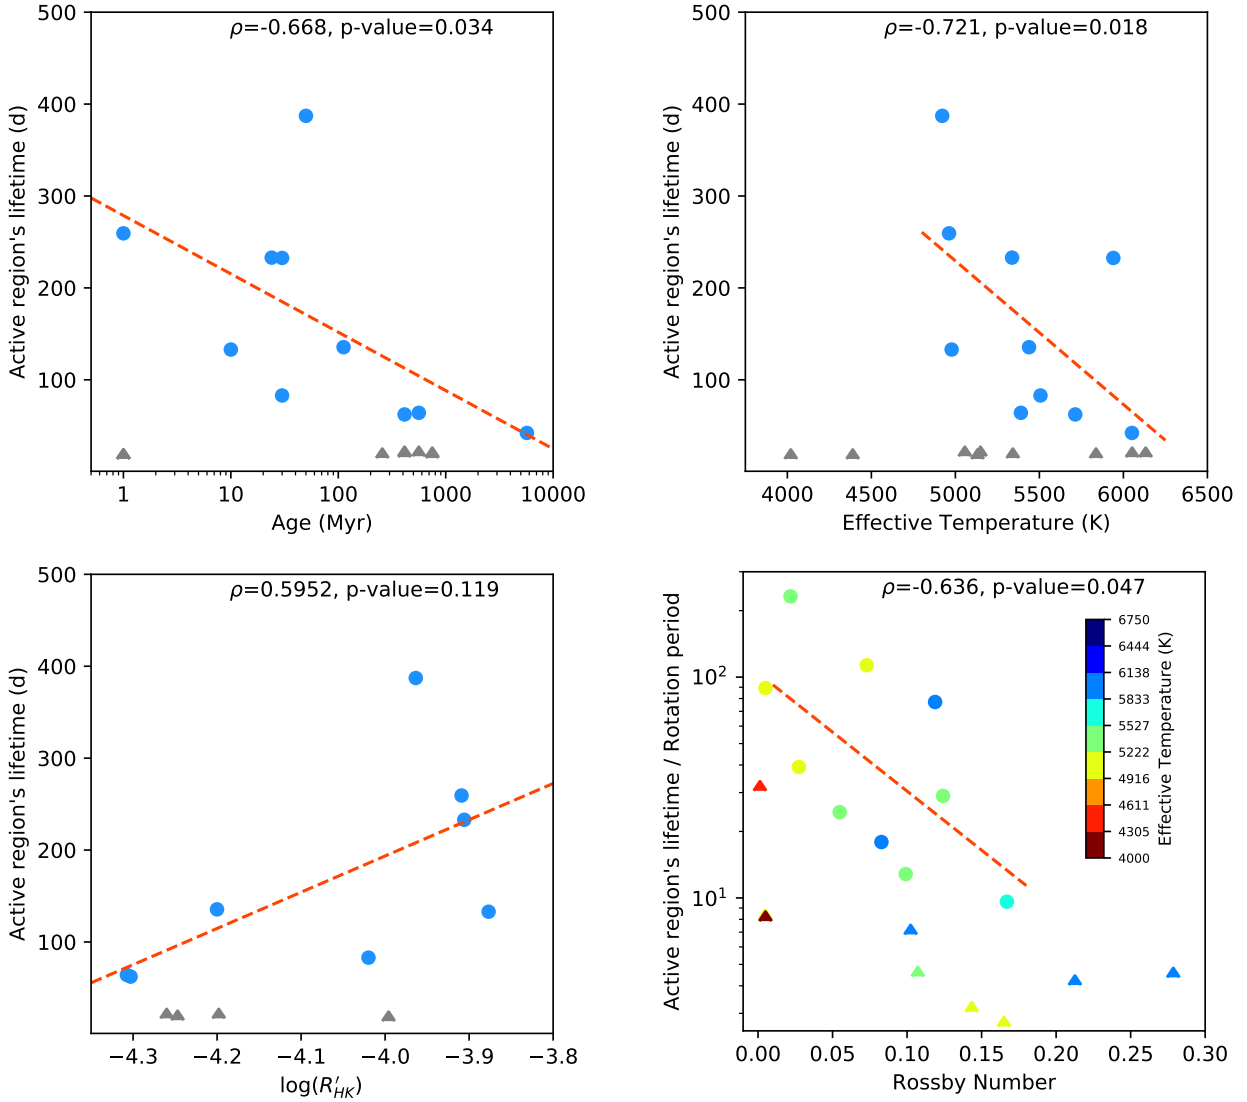 ρ=-0.668, p-value=0.034
500
400
300
200
100
Active region's lifetime (d)
1 10 100 1000 10000
Age (Myr)
ρ=-0.721, p-value=0.018
500
400
300
200
100
Active region's lifetime (d)
4000 4500 5000 5500 6000 6500
Effective Temperature (K)
ρ=0.5952, p-value=0.119
500
400
300
200
100
Active region's lifetime (d)
−4.3 −4.2 −4.1 −4.0 −3.9 −3.8
log(R′HK)
ρ=-0.636, p-value=0.047
10²
10¹
Active region's lifetime / Rotation period
6750
6444
6138
5833
5527
5222
4916
4611
4305
4000
Effective Temperature (K)
0.00 0.05 0.10 0.15 0.20 0.25 0.30
Rossby Number